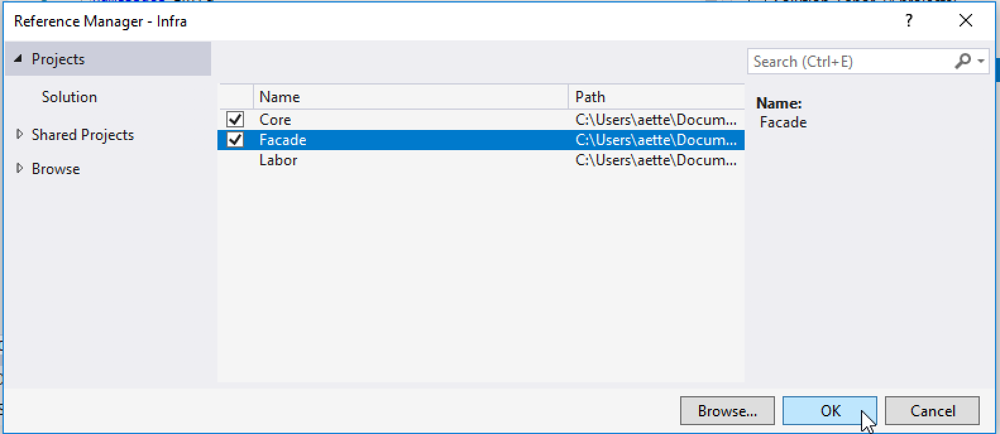 Reference Manager - Infra
?
Projects
Solution
Shared Projects
Browse
Search (Ctrl+E)
Name Path
Core C:\Users\aette\Docum...
Facade C:\Users\aette\Docum...
Labor C:\Users\aette\Docum...
Name:
Facade
Browse... OK Cancel